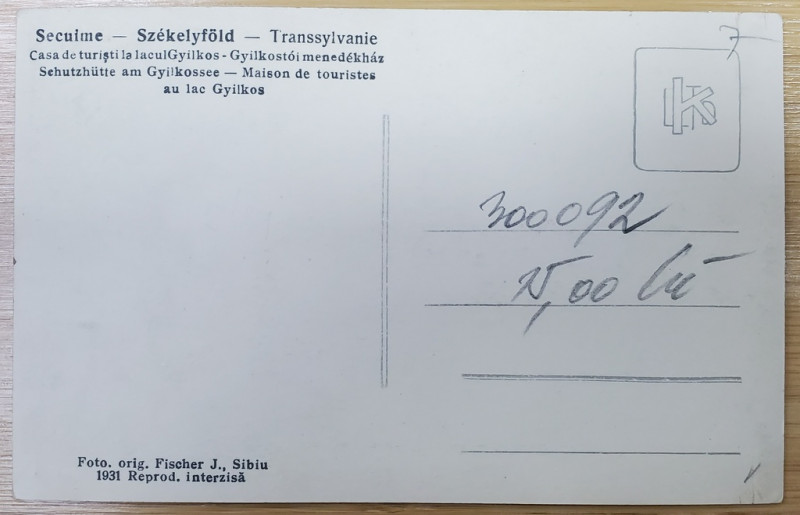 Secuime — Székelyföld — Transsylvanie
Casa de turişti la lacul Gyilkos - Gyilkostói menedékház
Schutzhütte am Gyilkossee — Maison de touristes
au lac Gyilkos
7
300092
15,00 lei
Foto. orig. Fischer J., Sibiu
1931 Reprod. interzisă